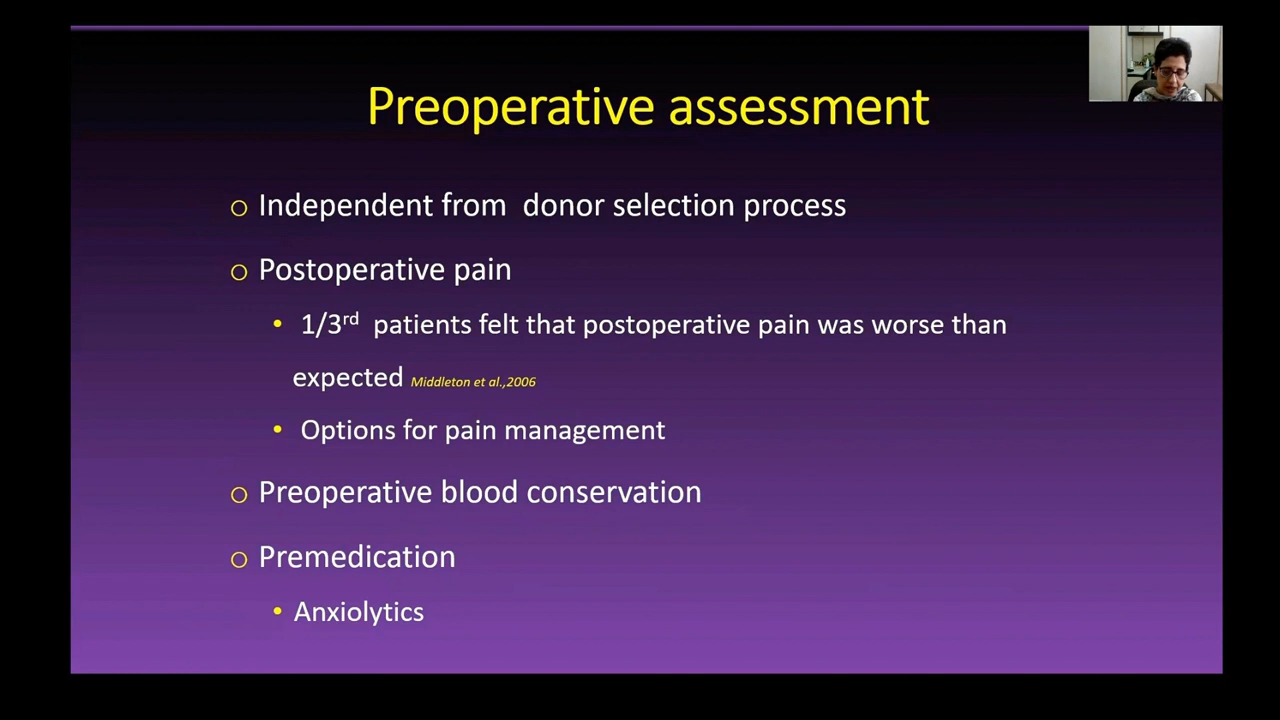 Preoperative assessment
Independent from donor selection process
Postoperative pain
1/3rd patients felt that postoperative pain was worse than
expected Middleton et al.,2006
Options for pain management
Preoperative blood conservation
Premedication
Anxiolytics